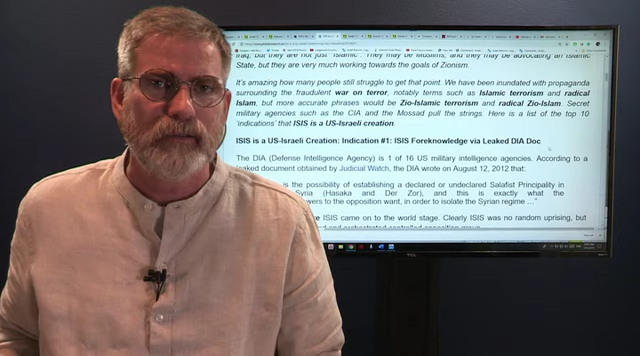 Iraq, but they are not just "Islamic". They may be Muslims, and they may be advocating an Islamic
State, but they are very much working towards the goals of Zionism.
It's amazing how many people still struggle to get that point. We have been inundated with propaganda
surrounding the fraudulent war on terror, notably terms such as Islamic terrorism and radical
Islam, but more accurate phrases would be Zio-Islamic terrorism and radical Zio-Islam. Secret
military agencies such as the CIA and the Mossad pull the strings. Here is a list of the top 10
'indications' that ISIS is a US-Israeli creation.
ISIS is a US-Israeli Creation: Indication #1: ISIS Foreknowledge via Leaked DIA Doc
The DIA (Defense Intelligence Agency) is 1 of 16 US military intelligence agencies. According to a
leaked document obtained by Judicial Watch, the DIA wrote on August 12, 2012 that:
is the possibility of establishing a declared or undeclared Salafist Principality in
Syria (Hasaka and Der Zor), and this is exactly what the
to the opposition want, in order to isolate the Syrian regime ..."
ISIS came on to the world stage. Clearly ISIS was no random uprising, but
and orchestrated controlled opposition group
TCL